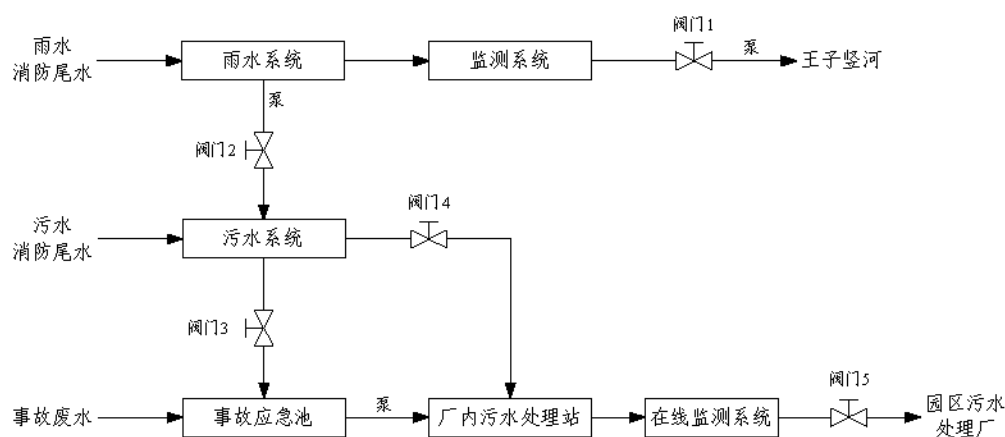 阀门1
雨水
消防尾水
雨水系统
监测系统
泵
王子竖河
泵
阀门2
污水
消防尾水
污水系统
阀门4
阀门3
阀门5
事故废水
事故应急池
泵
厂内污水处理站
在线监测系统
园区污水
处理厂